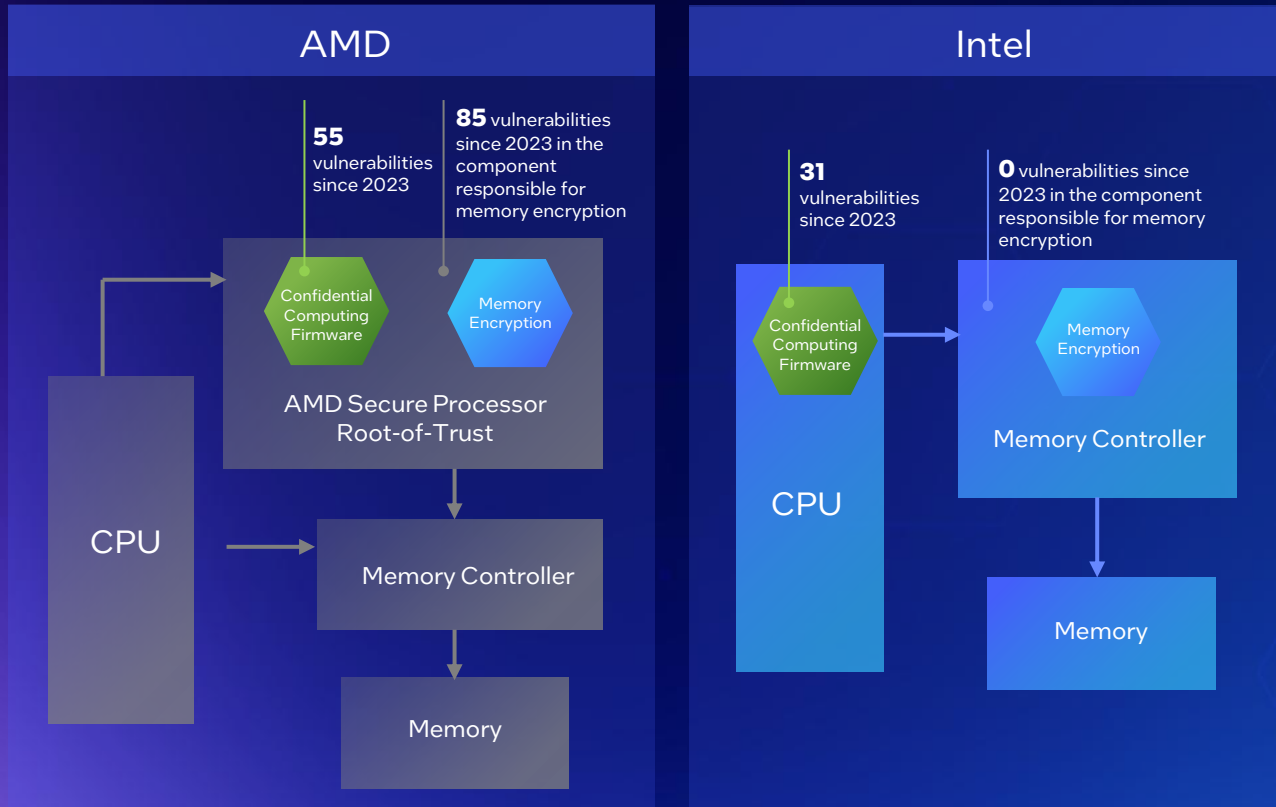 AMD
55
vulnerabilities
since 2023
85 vulnerabilities
since 2023 in the
component
responsible for
memory encryption
Confidential
Computing
Firmware
Memory
Encryption
AMD Secure Processor
Root-of-Trust
CPU
Memory Controller
Memory
Intel
31
vulnerabilities
since 2023
0 vulnerabilities since
2023 in the component
responsible for memory
encryption
Confidential
Computing
Firmware
Memory
Encryption
Memory Controller
CPU
Memory